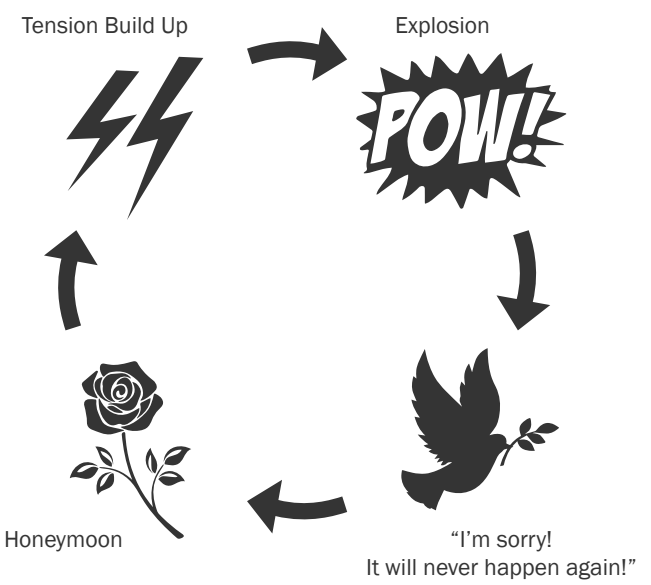 Tension Build Up
Explosion
POW!
Honeymoon
“I’m sorry!
It will never happen again!”